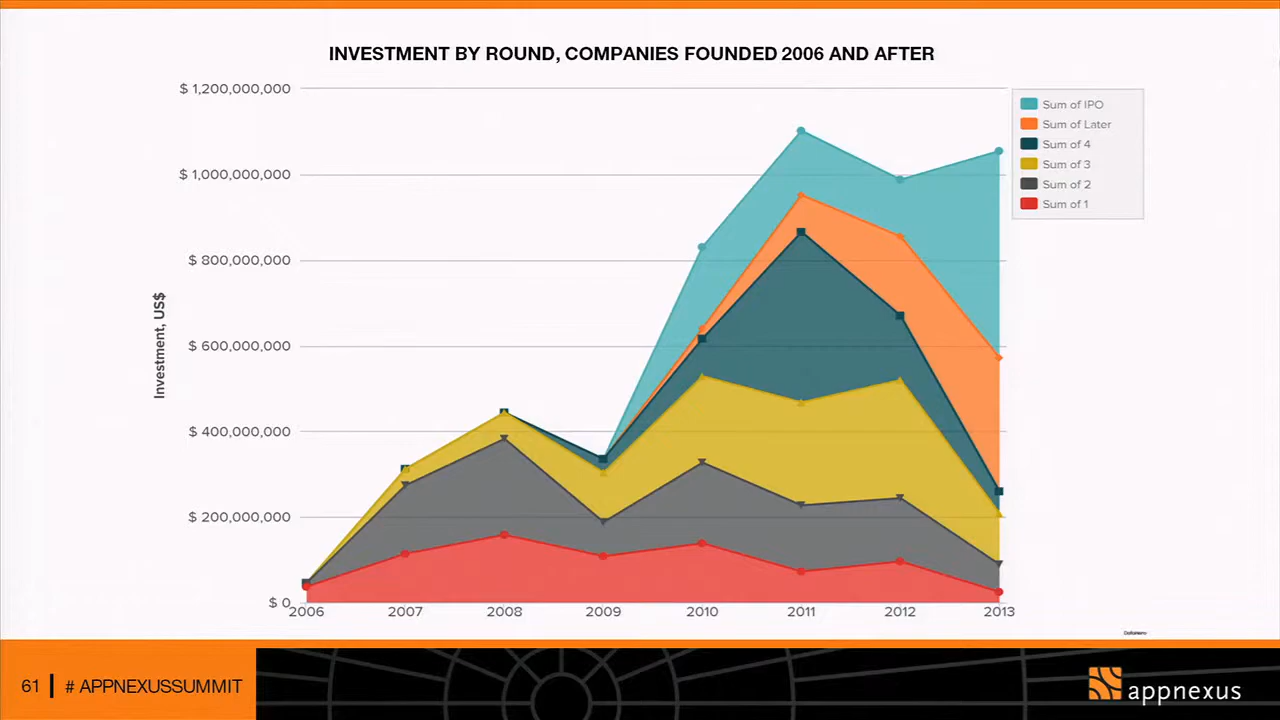 INVESTMENT BY ROUND, COMPANIES FOUNDED 2006 AND AFTER
$ 1,200,000,000
$ 1,000,000,000
$ 800,000,000
$ 600,000,000
$ 400,000,000
$ 200,000,000
$ 0
Investment, US$
2006 2007 2008 2009 2010 2011 2012 2013
Sum of IPO
Sum of Later
Sum of 4
Sum of 3
Sum of 2
Sum of 1
61 | # APPNEXUSSUMMIT
appnexus